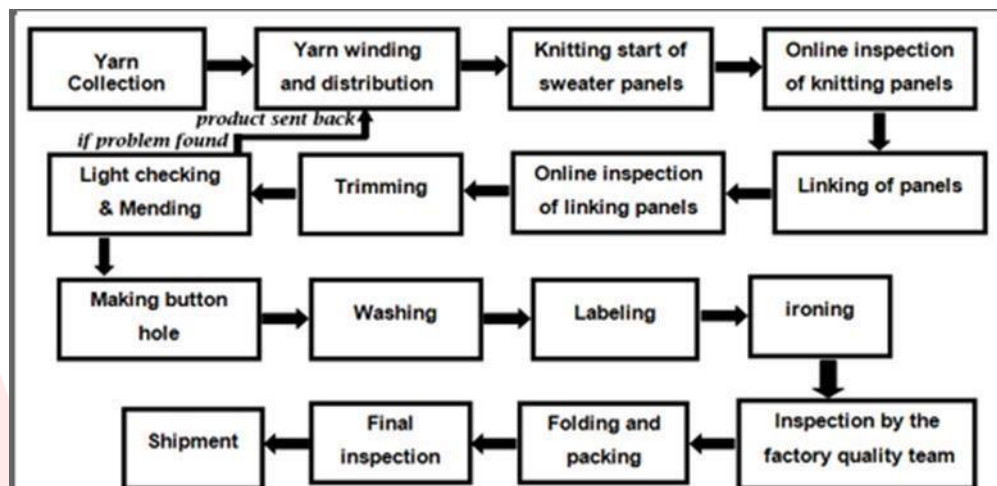 Yarn
Collection
Yarn winding
and distribution
Knitting start of
sweater panels
Online inspection
of knitting panels
product sent back
if problem found
Linking of panels
Online inspection
of linking panels
Trimming
Light checking
& Mending
Making button
hole
Washing
Labeling
ironing
Inspection by the
factory quality team
Folding and
packing
Final
inspection
Shipment